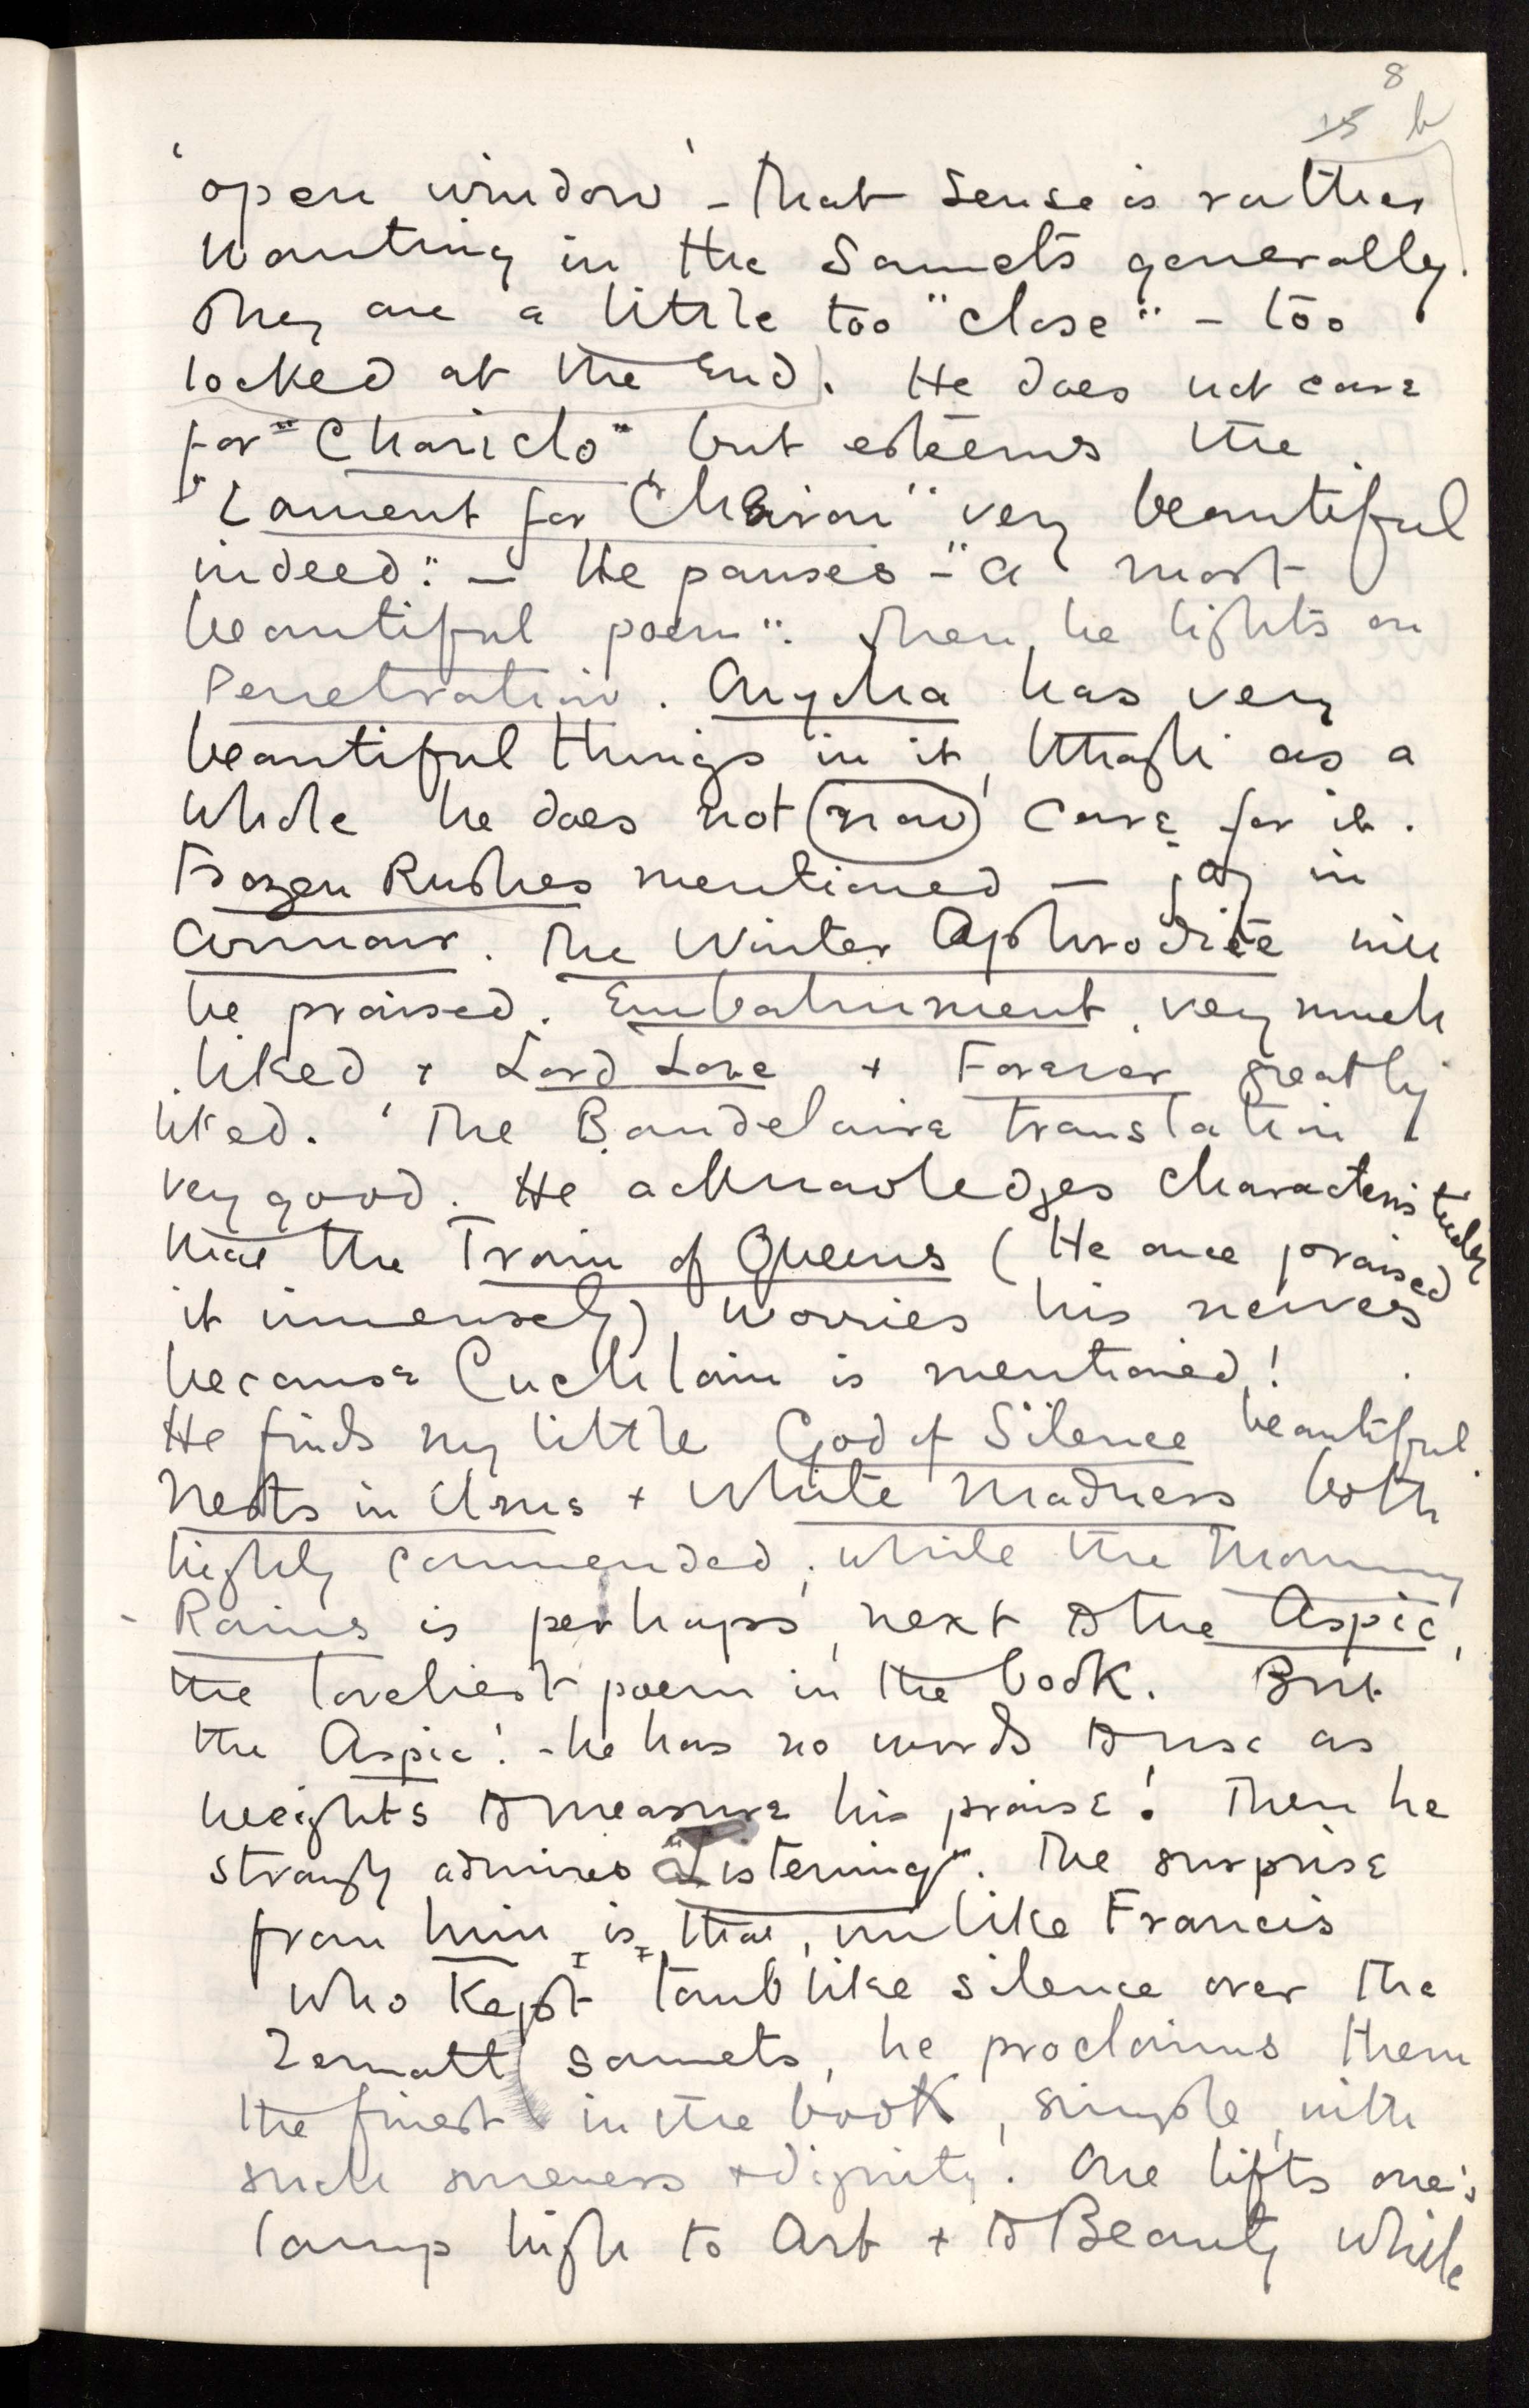 8
15 b
'open window' - that sense is rather
wanting in the Sonnets generally.
They are a little too "close" - too
locked at the end. He does not care
for "Chariclo" but esteems the
"Lament for Chiron" very beautiful
indeed." - He pauses - "a most
beautiful poem". Then, he lights on
Penetration. Onycha has very
beautiful things in it, though as a
whole he does not (now) care for it.
Frozen Rushes mentioned - joy in
armour. The Winter Aphrodite will
be praised. Embalmment, very much
liked + Lord Love + Forever greatly
liked. 'The Baudelaire translation
very good. He acknowledges characteristically
that the Train of Queens (He once praised
it immensely) worries his nerves
because Cuchlain is mentioned!
He finds my little God of Silence beautiful.
Nests in Elms + White Madness both
highly commended; while the Mourning
Rains is perhaps, next to the Aspic,
the loveliest poem in the book. But
the Aspic! - he has no words to use as
weights to measure his praise! Then he
strongly admires "Listening". The surprise
from him is that, unlike Francis
who kept tomb like silence over the
Zermatt sonnets, he proclaims them
the finest in the book, simple, with
such sureness + dignity! One lifts one's
lamp high to Art + to Beauty while